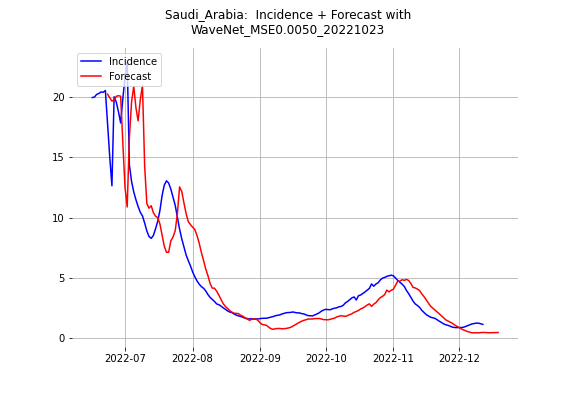 Saudi_Arabia:  Incidence + Forecast with
WaveNet_MSE0.0050_20221023
Incidence
Forecast
20
15
10
5
0
2022-07
2022-08
2022-09
2022-10
2022-11
2022-12